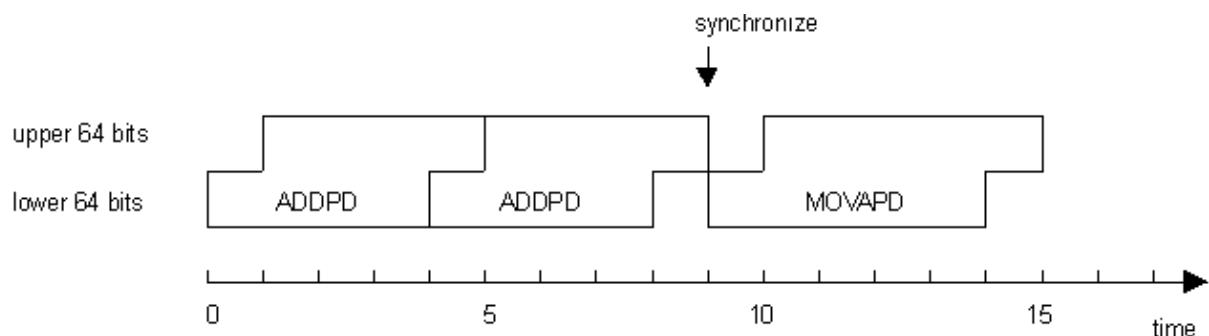 synchronize
upper 64 bits
lower 64 bits ADDPD ADDPD MOVAPD
0 5 10 15
time